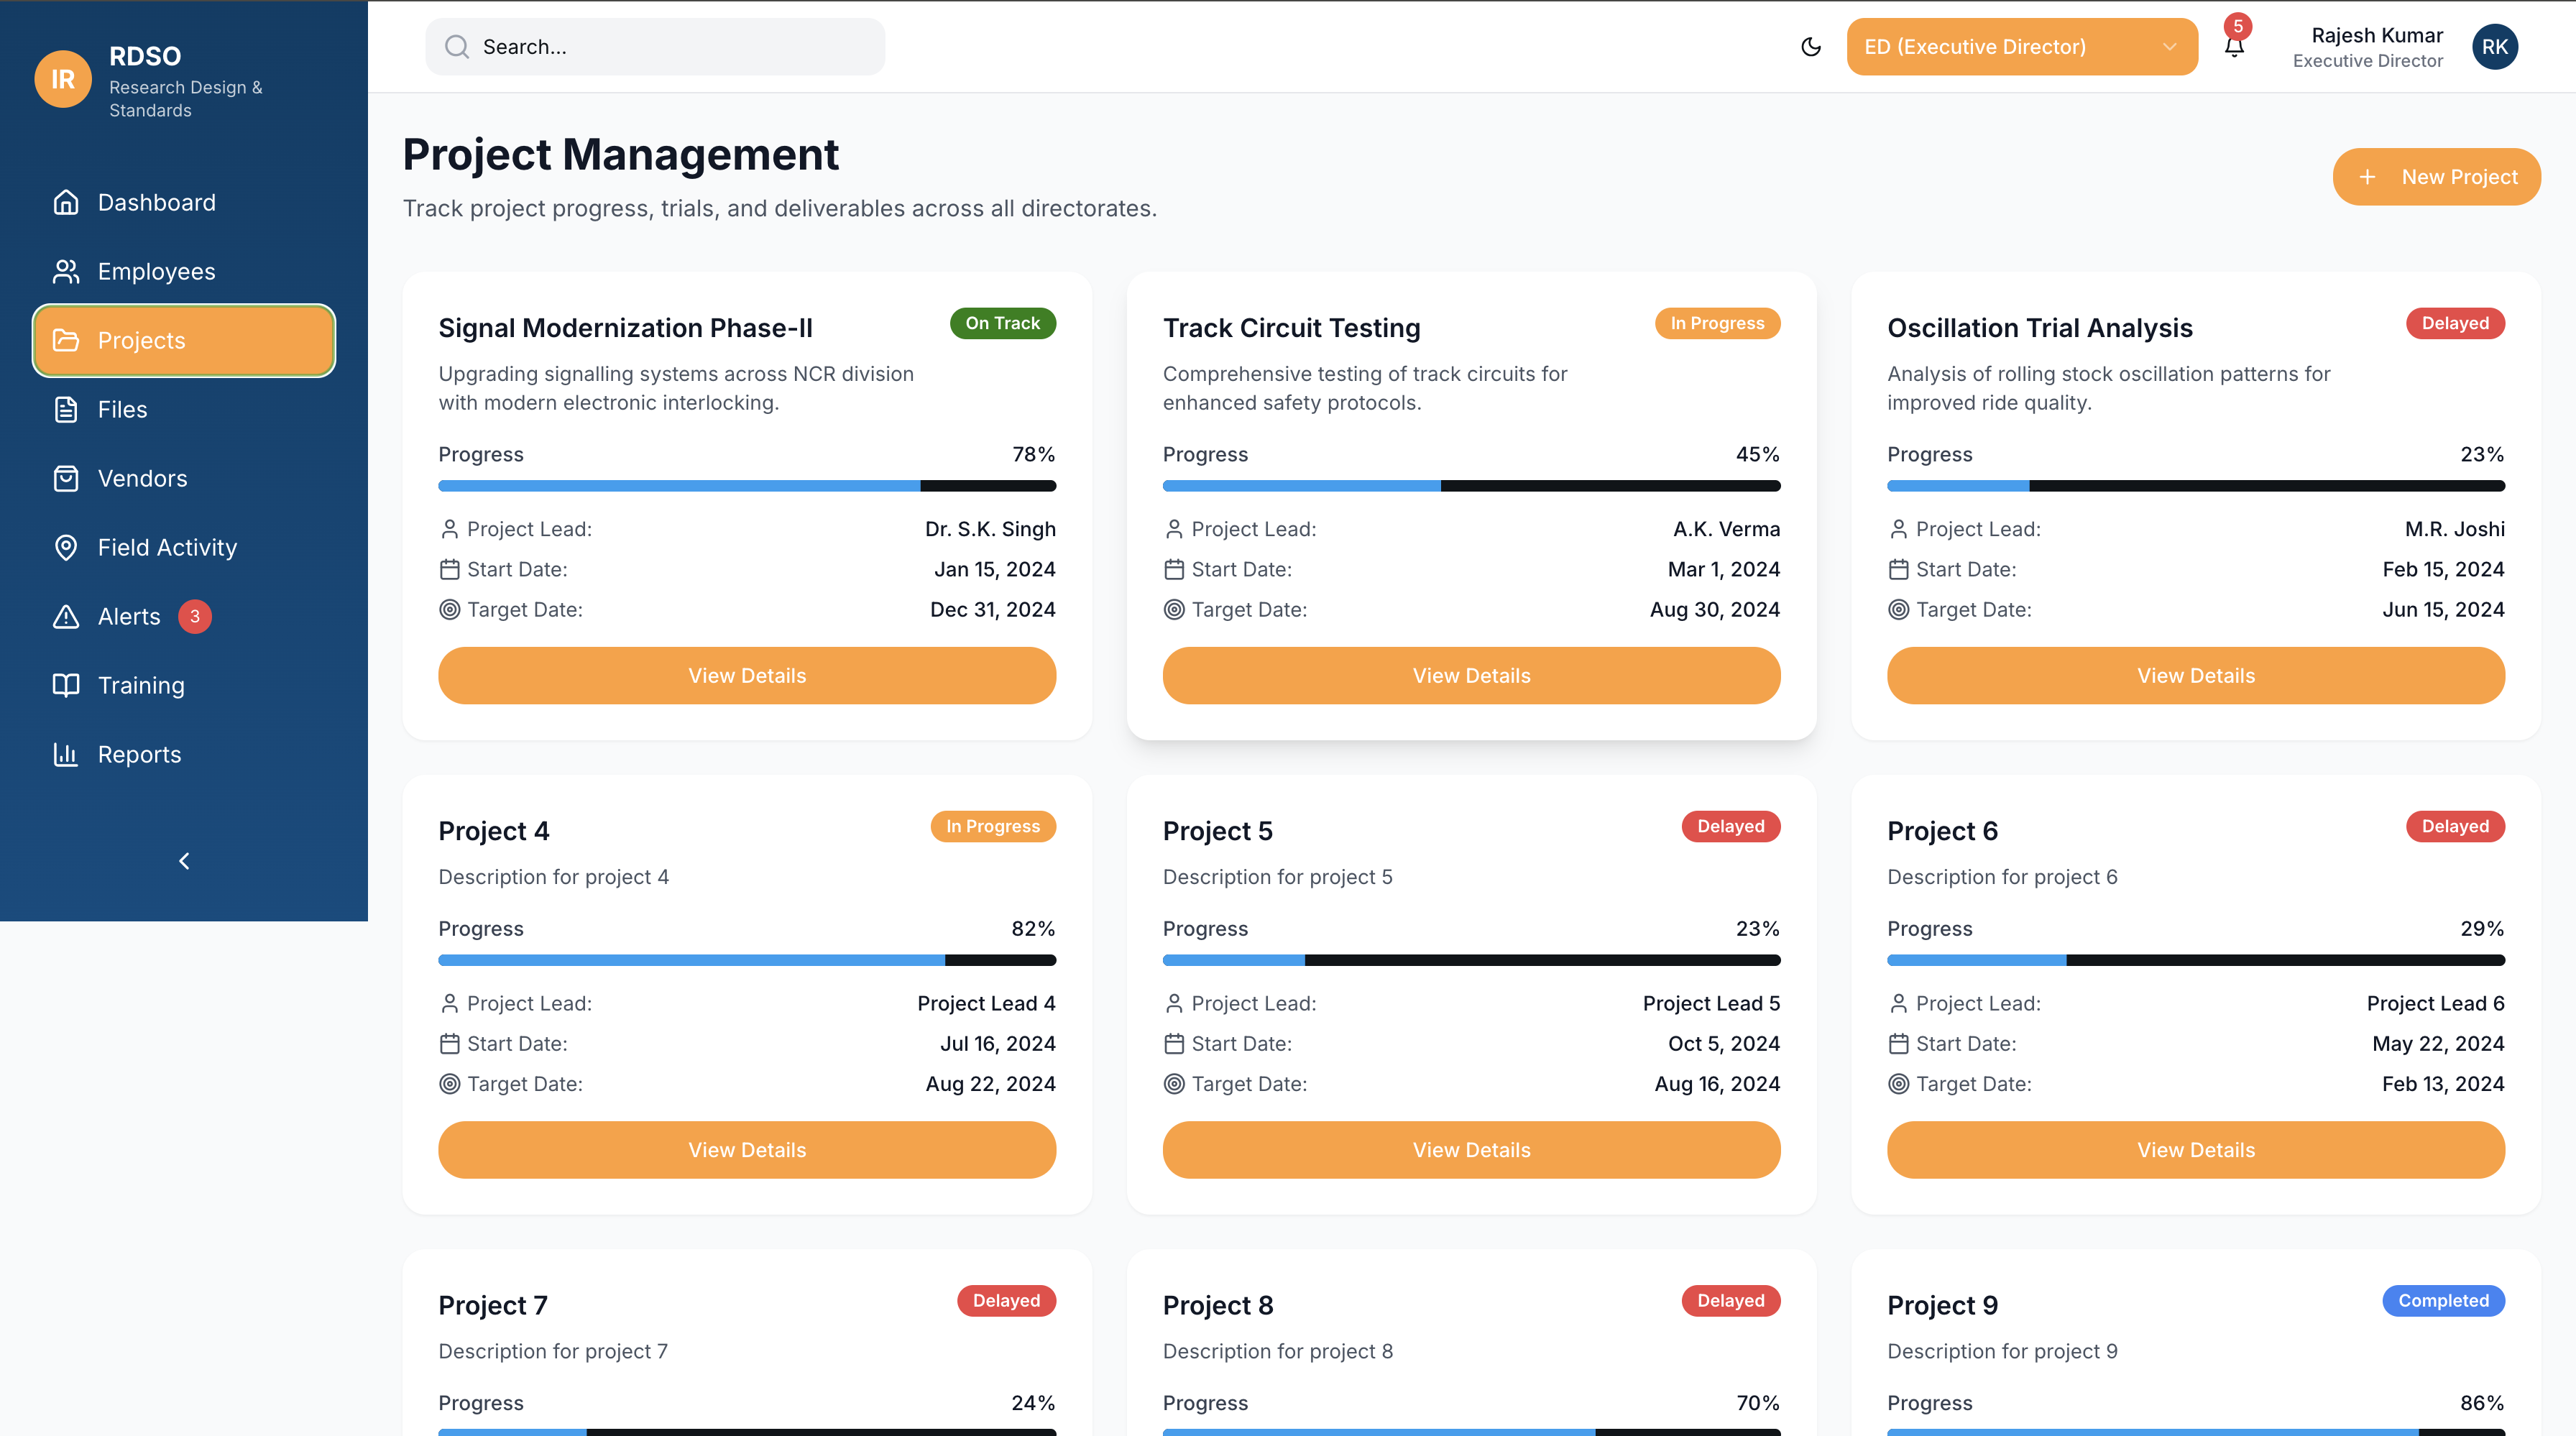 IR
RDSO
Research Design &
Standards
Dashboard
Employees
Projects
Files
Vendors
Field Activity
Alerts 3
Training
Reports
Search...
ED (Executive Director)
5
Rajesh Kumar
Executive Director
RK
Project Management
Track project progress, trials, and deliverables across all directorates.
New Project
Signal Modernization Phase-II
On Track
Upgrading signalling systems across NCR division
with modern electronic interlocking.
Progress 78%
Project Lead: Dr. S.K. Singh
Start Date: Jan 15, 2024
Target Date: Dec 31, 2024
View Details
Track Circuit Testing
In Progress
Comprehensive testing of track circuits for
enhanced safety protocols.
Progress 45%
Project Lead: A.K. Verma
Start Date: Mar 1, 2024
Target Date: Aug 30, 2024
View Details
Oscillation Trial Analysis
Delayed
Analysis of rolling stock oscillation patterns for
improved ride quality.
Progress 23%
Project Lead: M.R. Joshi
Start Date: Feb 15, 2024
Target Date: Jun 15, 2024
View Details
Project 4
In Progress
Description for project 4
Progress 82%
Project Lead: Project Lead 4
Start Date: Jul 16, 2024
Target Date: Aug 22, 2024
View Details
Project 5
Delayed
Description for project 5
Progress 23%
Project Lead: Project Lead 5
Start Date: Oct 5, 2024
Target Date: Aug 16, 2024
View Details
Project 6
Delayed
Description for project 6
Progress 29%
Project Lead: Project Lead 6
Start Date: May 22, 2024
Target Date: Feb 13, 2024
View Details
Project 7
Delayed
Description for project 7
Progress 24%
Project 8
Delayed
Description for project 8
Progress 70%
Project 9
Completed
Description for project 9
Progress 86%